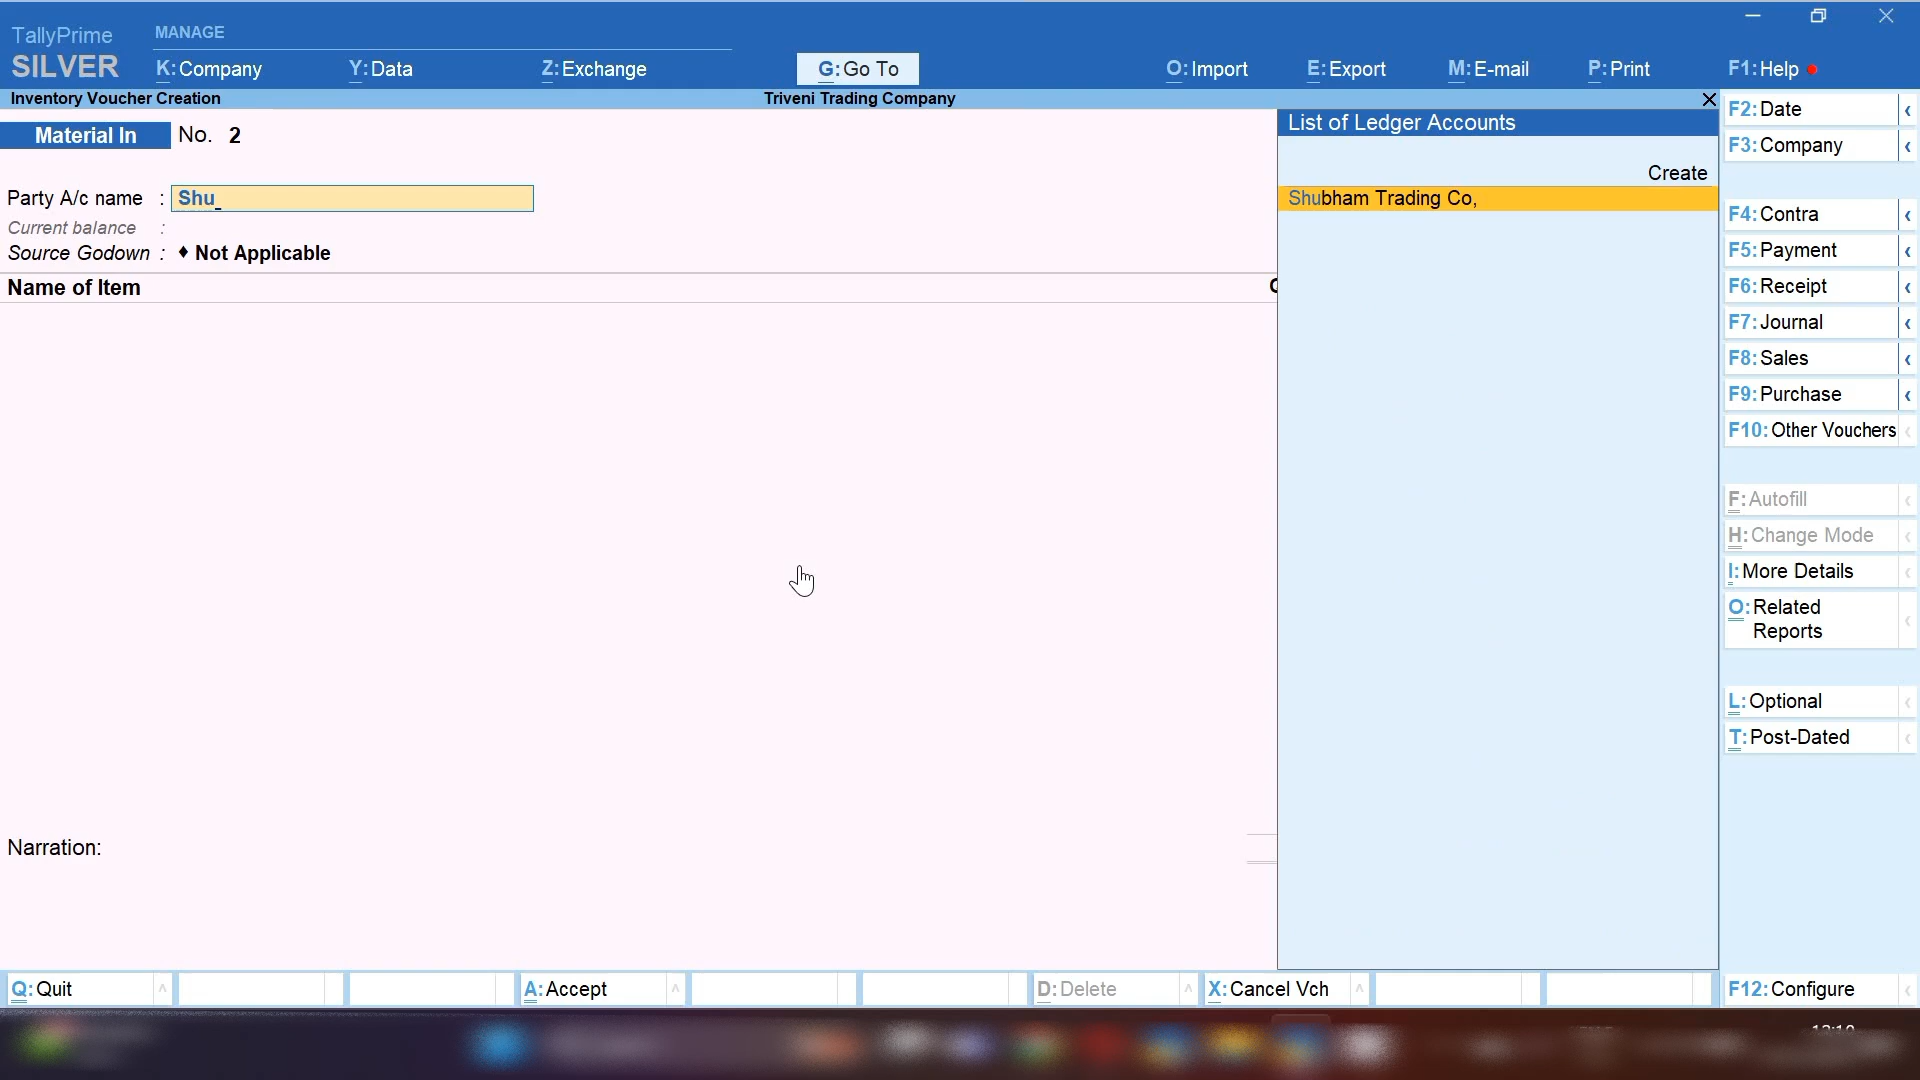 TallyPrime
SILVER
MANAGE
K:Company
Y:Data
Z:Exchange
G:Go To
O:Import
E:Export
M:E-mail
P:Print
F1:Help
Inventory Voucher Creation
Triveni Trading Company
Material In
No. 2
Party A/c name : Shu_
Current balance :
Source Godown : ♦ Not Applicable
Name of Item
Narration:
List of Ledger Accounts
Create
Shubham Trading Co,
F2:Date
F3:Company
F4:Contra
F5:Payment
F6:Receipt
F7:Journal
F8:Sales
F9:Purchase
F10:Other Vouchers
F:Autofill
H:Change Mode
I:More Details
O:Related
Reports
L:Optional
T:Post-Dated
Q:Quit
A:Accept
D:Delete
X:Cancel Vch
F12:Configure